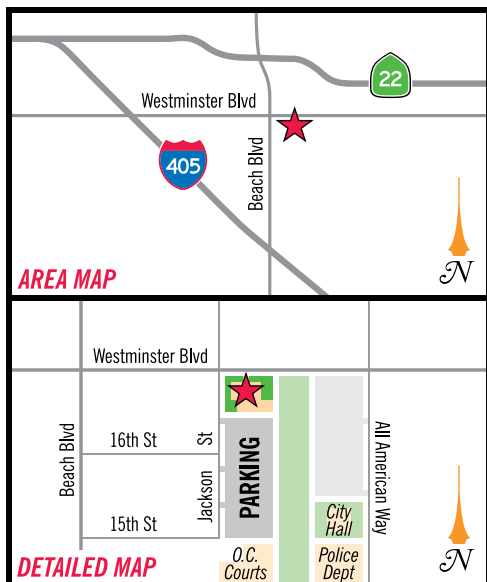 22
Westminster Blvd
405
Beach Blvd
N
AREA MAP
Westminster Blvd
Beach Blvd
16th St
Jackson St
PARKING
All American Way
15th St
City
Hall
O.C.
Courts
Police
Dept
N
DETAILED MAP